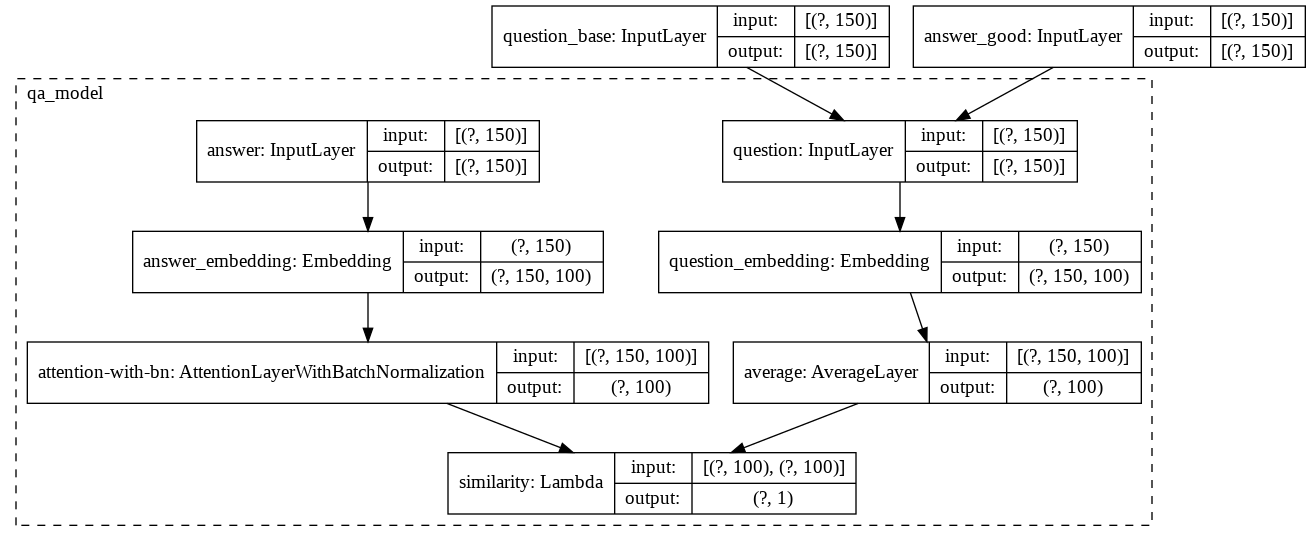 question_base: InputLayer input: [(?, 150)] output: [(?, 150)]
answer_good: InputLayer input: [(?, 150)] output: [(?, 150)]
qa_model
answer: InputLayer input: [(?, 150)] output: [(?, 150)]
question: InputLayer input: [(?, 150)] output: [(?, 150)]
answer_embedding: Embedding input: (?, 150) output: (?, 150, 100)
question_embedding: Embedding input: (?, 150) output: (?, 150, 100)
attention-with-bn: AttentionLayerWithBatchNormalization input: [(?, 150, 100)] output: (?, 100)
average: AverageLayer input: [(?, 150, 100)] output: (?, 100)
similarity: Lambda input: [(?, 100), (?, 100)] output: (?, 1)